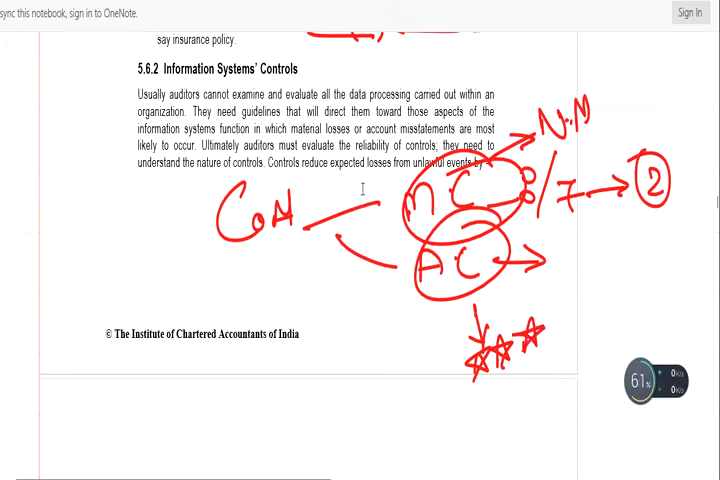 sync this notebook, sign in to OneNote.
Sign In
say insurance policy.
5.6.2 Information Systems' Controls
Usually auditors cannot examine and evaluate all the data processing carried out within an
organization. They need guidelines that will direct them toward those aspects of the
information systems function in which material losses or account misstatements are most
likely to occur. Ultimately auditors must evaluate the reliability of controls; they need to
understand the nature of controls. Controls reduce expected losses from unlawful events by -
Con
MC
7
2
AC
© The Institute of Chartered Accountants of India
61%
0K/s
0K/s